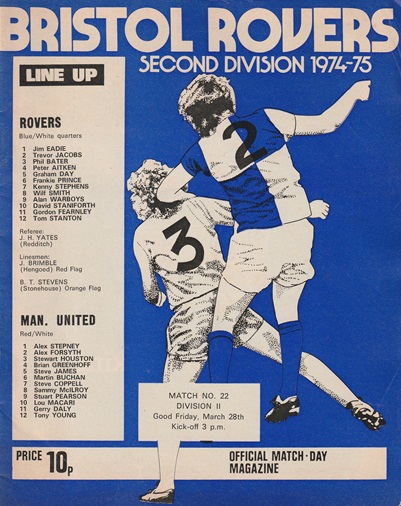 BRISTOL ROVERS
SECOND DIVISION 1974-75
LINE UP
ROVERS
Blue/White quarters
1 Jim EADIE
2 Trevor JACOBS
3 Phil BATER
4 Peter AITKEN
5 Graham DAY
6 Frankie PRINCE
7 Kenny STEPHENS
8 Wilf SMITH
9 Alan WARBOYS
10 David STANIFORTH
11 Gordon FEARNLEY
12 Tom STANTON
Referee:
J. H. YATES
(Redditch)
Linesmen:
J. BRIMBLE
(Hengoed) Red Flag
B. T. STEVENS
(Stonehouse) Orange Flag
MAN. UNITED
Red/White
1 Alex STEPNEY
2 Alex FORSYTH
3 Stewart HOUSTON
4 Brian GREENHOFF
5 Steve JAMES
6 Martin BUCHAN
7 Steve COPPELL
8 Sammy McILROY
9 Stuart PEARSON
10 Lou MACARI
11 Gerry DALY
12 Tony YOUNG
2
3
MATCH NO. 22
DIVISION II
Good Friday, March 28th
Kick-off 3 p.m.
PRICE 10p
OFFICIAL MATCH-DAY
MAGAZINE